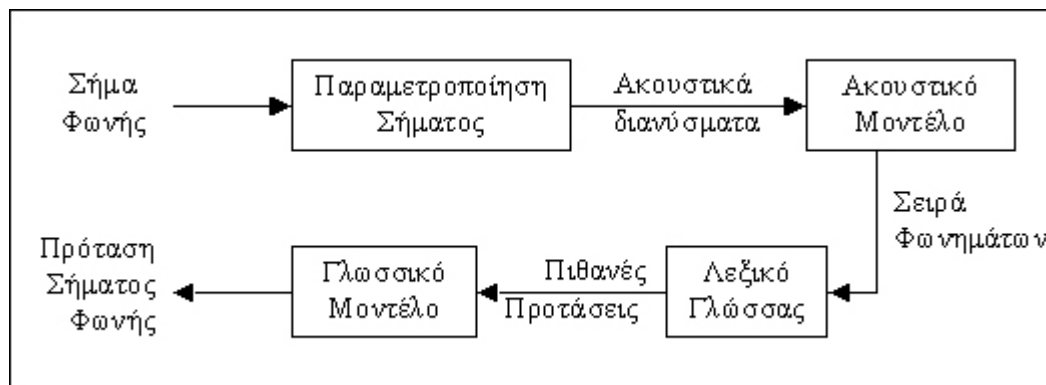 Σήμα
Φωνής
Παραμετροποίηση
Σήματος
Ακουστικά
διανύσματα
Ακουστικό
Μοντέλο
Σειρά
Φωνημάτων
Λεξικό
Γλώσσας
Πιθανές
Προτάσεις
Γλωσσικό
Μοντέλο
Πρόταση
Σήματος
Φωνής